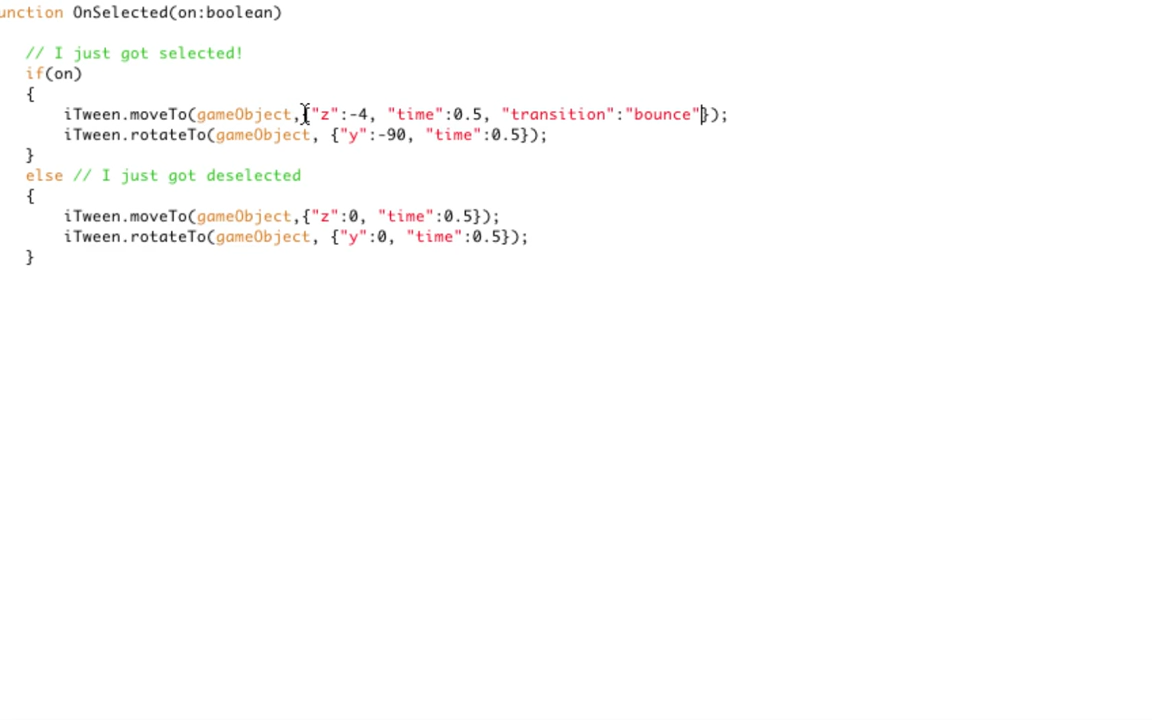 unction OnSelected(on:boolean)
// I just got selected!
if(on)
{
iTween.moveTo(gameObject,{"z":-4, "time":0.5, "transition":"bounce"});
iTween.rotateTo(gameObject, {"y":-90, "time":0.5});
}
else // I just got deselected
{
iTween.moveTo(gameObject,{"z":0, "time":0.5});
iTween.rotateTo(gameObject, {"y":0, "time":0.5});
}